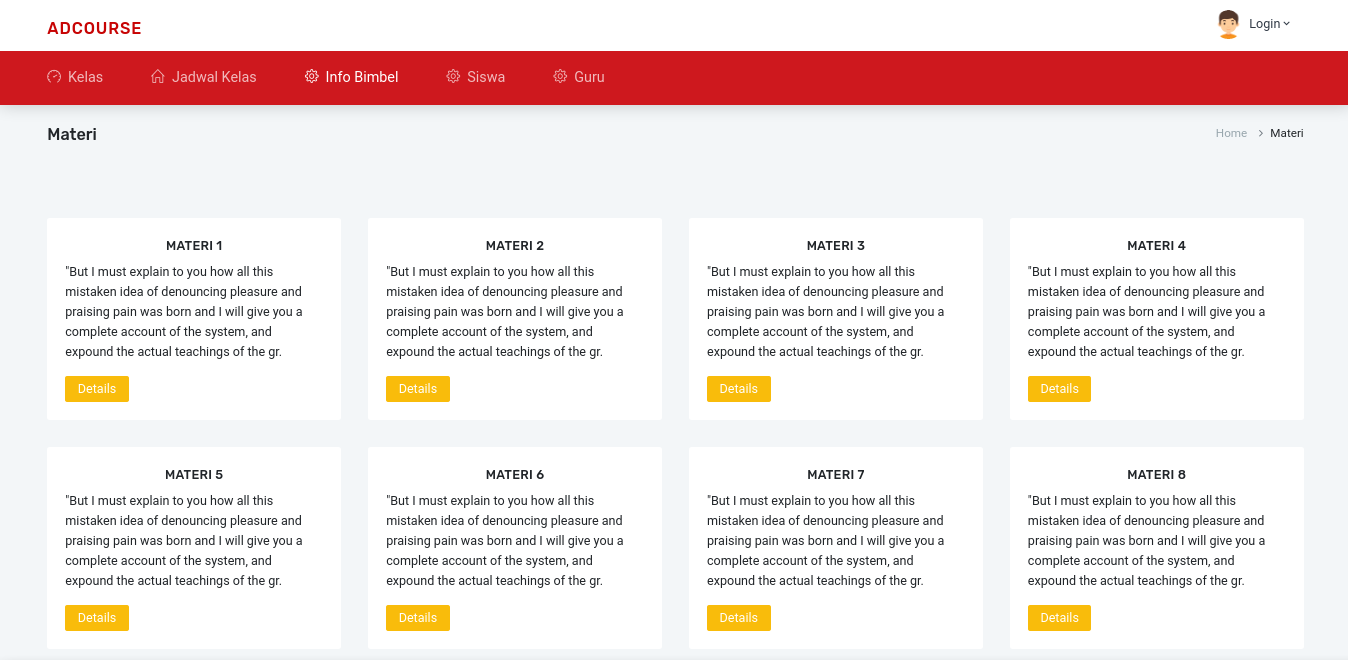 ADCOURSE
Login
Kelas
Jadwal Kelas
Info Bimbel
Siswa
Guru
Materi
Home > Materi
MATERI 1
"But I must explain to you how all this
mistaken idea of denouncing pleasure and
praising pain was born and I will give you a
complete account of the system, and
expound the actual teachings of the gr.
Details
MATERI 2
"But I must explain to you how all this
mistaken idea of denouncing pleasure and
praising pain was born and I will give you a
complete account of the system, and
expound the actual teachings of the gr.
Details
MATERI 3
"But I must explain to you how all this
mistaken idea of denouncing pleasure and
praising pain was born and I will give you a
complete account of the system, and
expound the actual teachings of the gr.
Details
MATERI 4
"But I must explain to you how all this
mistaken idea of denouncing pleasure and
praising pain was born and I will give you a
complete account of the system, and
expound the actual teachings of the gr.
Details
MATERI 5
"But I must explain to you how all this
mistaken idea of denouncing pleasure and
praising pain was born and I will give you a
complete account of the system, and
expound the actual teachings of the gr.
Details
MATERI 6
"But I must explain to you how all this
mistaken idea of denouncing pleasure and
praising pain was born and I will give you a
complete account of the system, and
expound the actual teachings of the gr.
Details
MATERI 7
"But I must explain to you how all this
mistaken idea of denouncing pleasure and
praising pain was born and I will give you a
complete account of the system, and
expound the actual teachings of the gr.
Details
MATERI 8
"But I must explain to you how all this
mistaken idea of denouncing pleasure and
praising pain was born and I will give you a
complete account of the system, and
expound the actual teachings of the gr.
Details